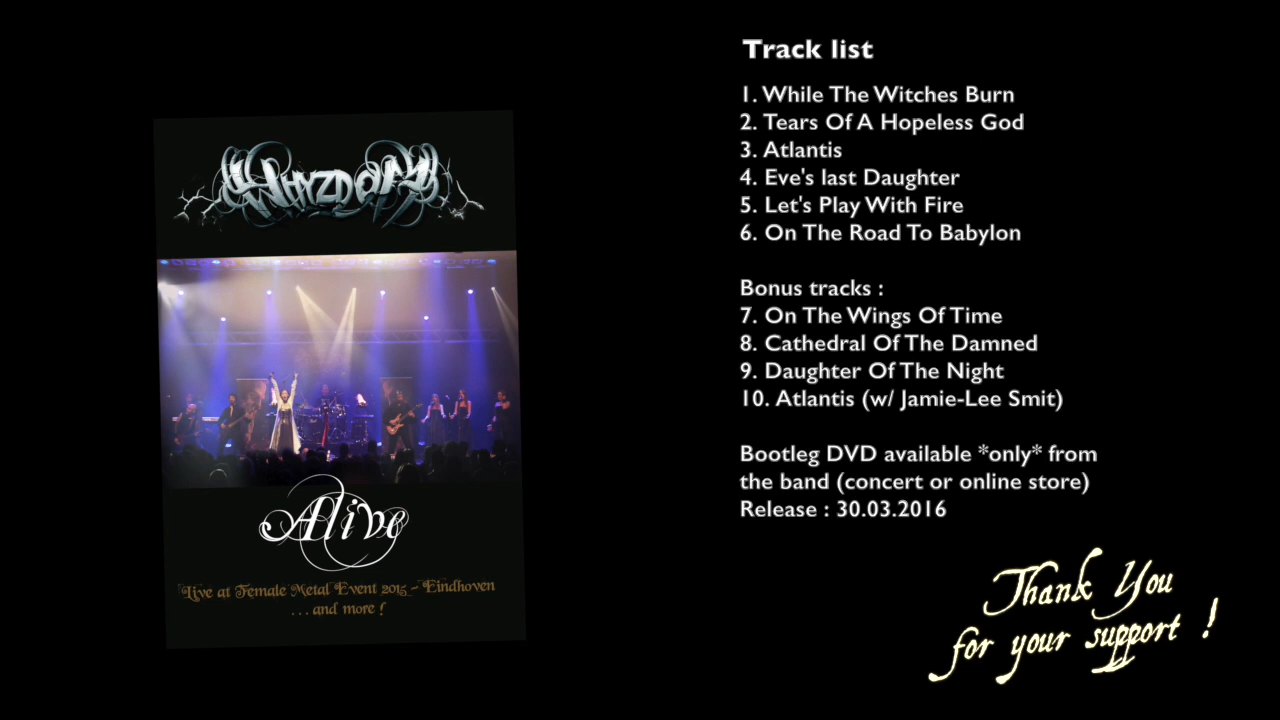 Whyzdom
Alive
Live at Female Metal Event 2015 - Eindhoven
...and more !
Track list
1. While The Witches Burn
2. Tears Of A Hopeless God
3. Atlantis
4. Eve's last Daughter
5. Let's Play With Fire
6. On The Road To Babylon
Bonus tracks :
7. On The Wings Of Time
8. Cathedral Of The Damned
9. Daughter Of The Night
10. Atlantis (w/ Jamie-Lee Smit)
Bootleg DVD available *only* from
the band (concert or online store)
Release : 30.03.2016
Thank You
for your support !